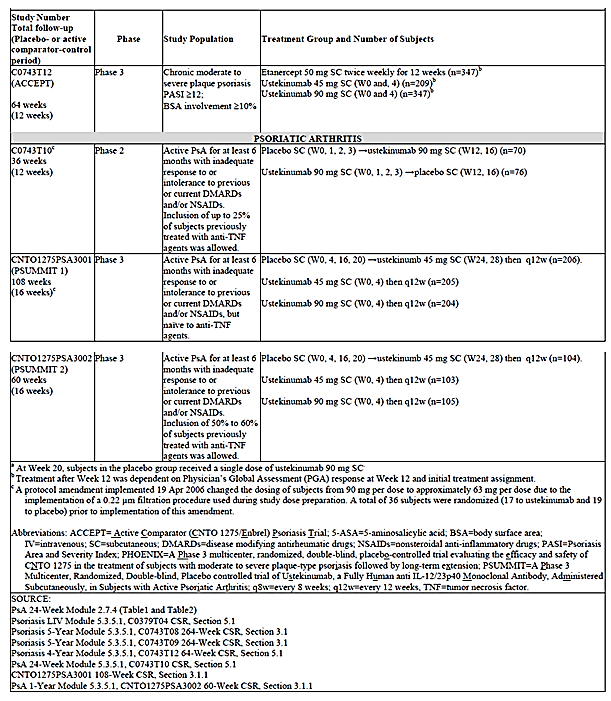 Study Number
Total follow-up
(Placebo- or active
comparator-control
period)
Phase
Study Population
Treatment Group and Number of Subjects
C0743T12
(ACCEPT)
64 weeks
(12 weeks)
Phase 3
Chronic moderate to
severe plaque psoriasis
PASI ≥12;
BSA involvement ≥10%
Etanercept 50 mg SC twice weekly for 12 weeks (n=347)b
Ustekinumab 45 mg SC (W0 and, 4) (n=209)b
Ustekinumab 90 mg SC (W0 and 4) (n=347)b
PSORIATIC ARTHRITIS
C0743T10c
36 weeks
(12 weeks)
Phase 2
Active PsA for at least 6
months with inadequate
response to or
intolerance to previous
or current DMARDs
and/or NSAIDs.
Inclusion of up to 25%
of subjects previously
treated with anti-TNF
agents was allowed.
Placebo SC (W0, 1, 2, 3) →ustekinumab 90 mg SC (W12, 16) (n=70)
Ustekinumab 90 mg SC (W0, 1, 2, 3) →placebo SC (W12, 16) (n=76)
CNTO1275PSA3001
(PSUMMIT 1)
108 weeks
(16 weeks)c
Phase 3
Active PsA for at least 6
months with inadequate
response to or
intolerance to previous
or current DMARDs
and/or NSAIDs, but
naïve to anti-TNF
agents.
Placebo SC (W0, 4, 16, 20) →ustekinumb 45 mg SC (W24, 28) then q12w (n=206).
Ustekinumab 45 mg SC (W0, 4) then q12w (n=205)
Ustekinumab 90 mg SC (W0, 4) then q12w (n=204)
CNTO1275PSA3002
(PSUMMIT 2)
60 weeks
(16 weeks)
Phase 3
Active PsA for at least 6
months with inadequate
response to or
intolerance to previous
or current DMARDs
and/or NSAIDs.
Inclusion of 50% to 60%
of subjects previously
treated with anti-TNF
agents was allowed.
Placebo SC (W0, 4, 16, 20) →ustekinumab 45 mg SC (W24, 28) then q12w (n=104).
Ustekinumab 45 mg SC (W0, 4) then q12w (n=103)
Ustekinumab 90 mg SC (W0, 4) then q12w (n=105)
a At Week 20, subjects in the placebo group received a single dose of ustekinumab 90 mg SC
b Treatment after Week 12 was dependent on Physician's Global Assessment (PGA) response at Week 12 and initial treatment assignment.
c A protocol amendment implemented 19 Apr 2006 changed the dosing of subjects from 90 mg per dose to approximately 63 mg per dose due to the
implementation of a 0.22 µm filtration procedure used during study dose preparation. A total of 36 subjects were randomized (17 to ustekinumab and 19
to placebo) prior to implementation of this amendment.
Abbreviations: ACCEPT= Active Comparator (CNTO 1275/Enbrel) Psoriasis Trial; 5-ASA=5-aminosalicylic acid; BSA=body surface area;
IV=intravenous; SC=subcutaneous; DMARDs=disease modifying antirheumatic drugs; NSAIDs=nonsteroidal anti-inflammatory drugs; PASI=Psoriasis
Area and Severity Index; PHOENIX=A Phase 3 multicenter, randomized, double-blind, placebo-controlled trial evaluating the efficacy and safety of
CNTO 1275 in the treatment of subjects with moderate to severe plaque-type psoriasis followed by long-term extension; PSUMMIT=A Phase 3
Multicenter, Randomized, Double-blind, Placebo controlled trial of Ustekinumab, a Fully Human anti IL-12/23p40 Monoclonal Antibody, Administered
Subcutaneously, in Subjects with Active Psoriatic Arthritis; q8w=every 8 weeks; q12w=every 12 weeks, TNF=tumor necrosis factor.
SOURCE:
PsA 24-Week Module 2.7.4 (Table1 and Table2)
Psoriasis LIV Module 5.3.5.1, C0379T04 CSR, Section 5.1
Psoriasis 5-Year Module 5.3.5.1, C0743T08 264-Week CSR, Section 3.1
Psoriasis 5-Year Module 5.3.5.1, C0743T09 264-Week CSR, Section 3.1
Psoriasis 4-Year Module 5.3.5.1, C0743T12 64-Week CSR, Section 5.1
PsA 24-Week Module 5.3.5.1, C0743T10 CSR, Section 5.1
CNTO1275PSA3001 108-Week CSR, Section 3.1.1
PsA 1-Year Module 5.3.5.1, CNTO1275PSA3002 60-Week CSR, Section 3.1.1